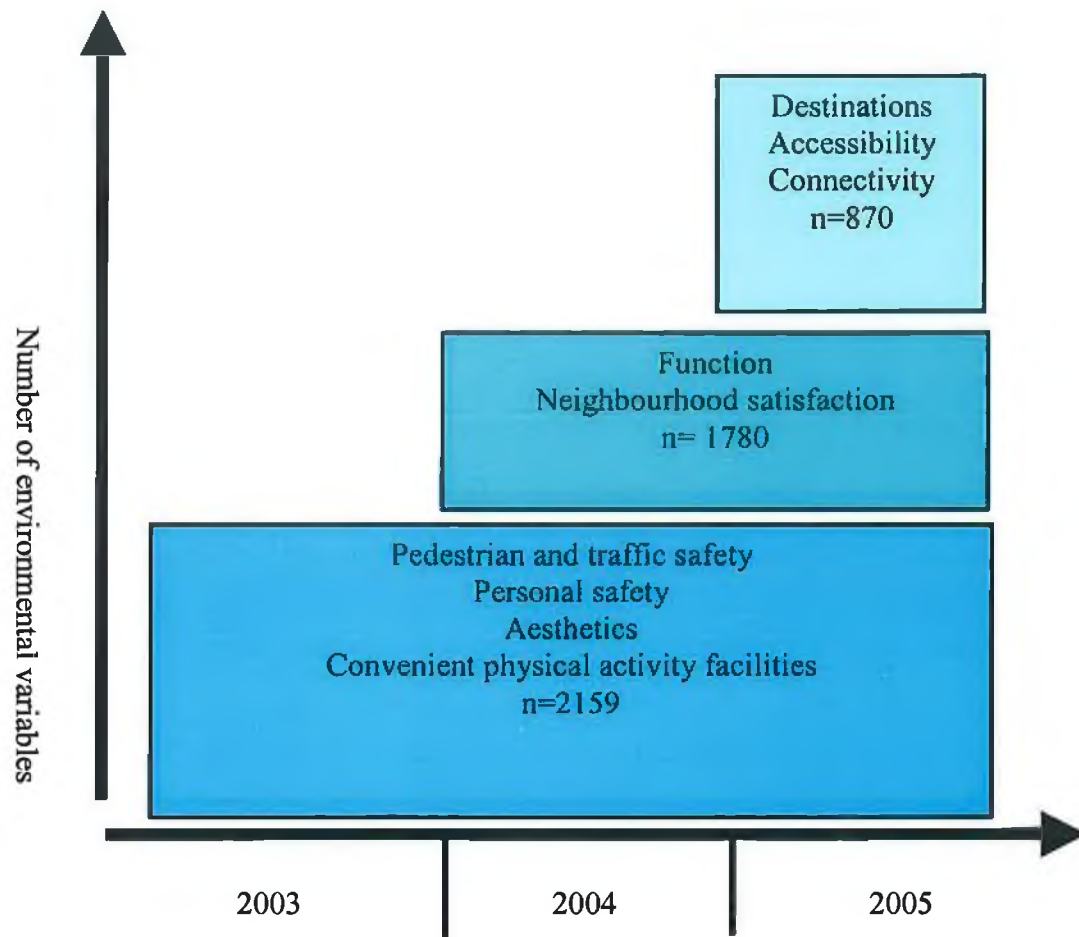 Destinations
Accessibility
Connectivity
n=870
Function
Neighbourhood satisfaction
n= 1780
Pedestrian and traffic safety
Personal safety
Aesthetics
Convenient physical activity facilities
n=2159
Number of environmental variables
2003
2004
2005